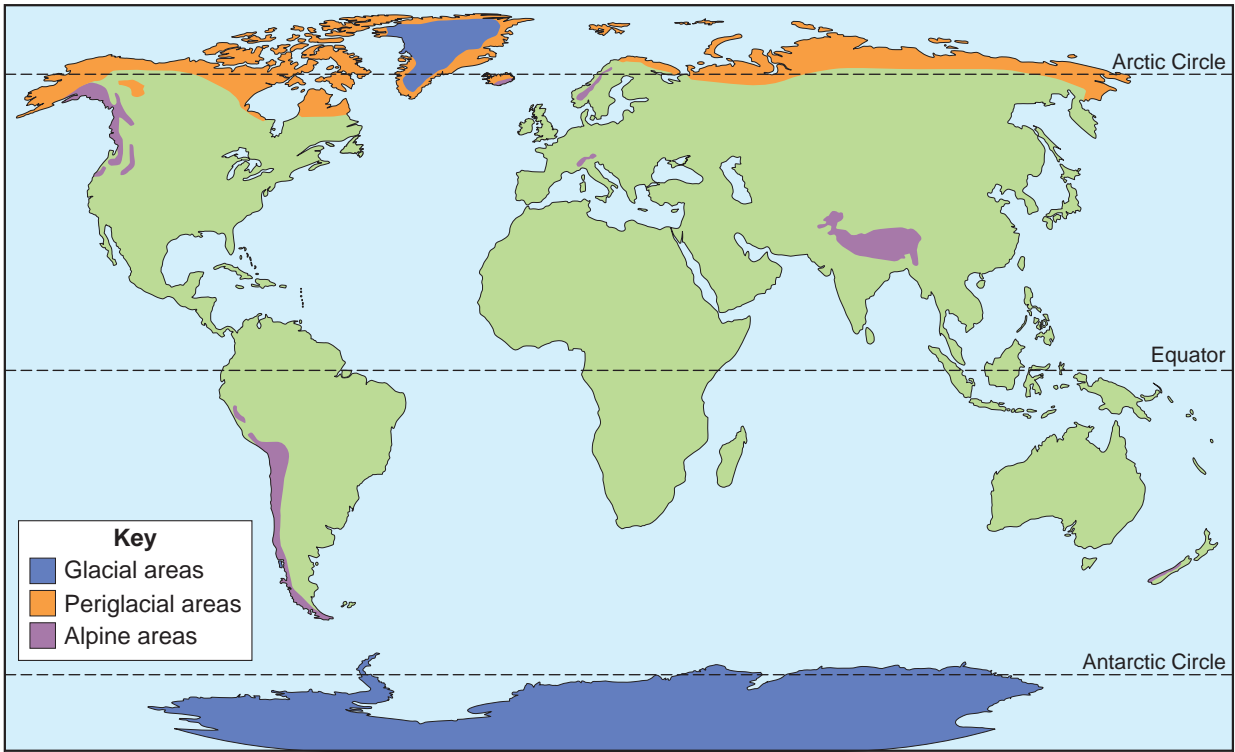 Arctic Circle
Equator
Key
Glacial areas
Periglacial areas
Alpine areas
Antarctic Circle